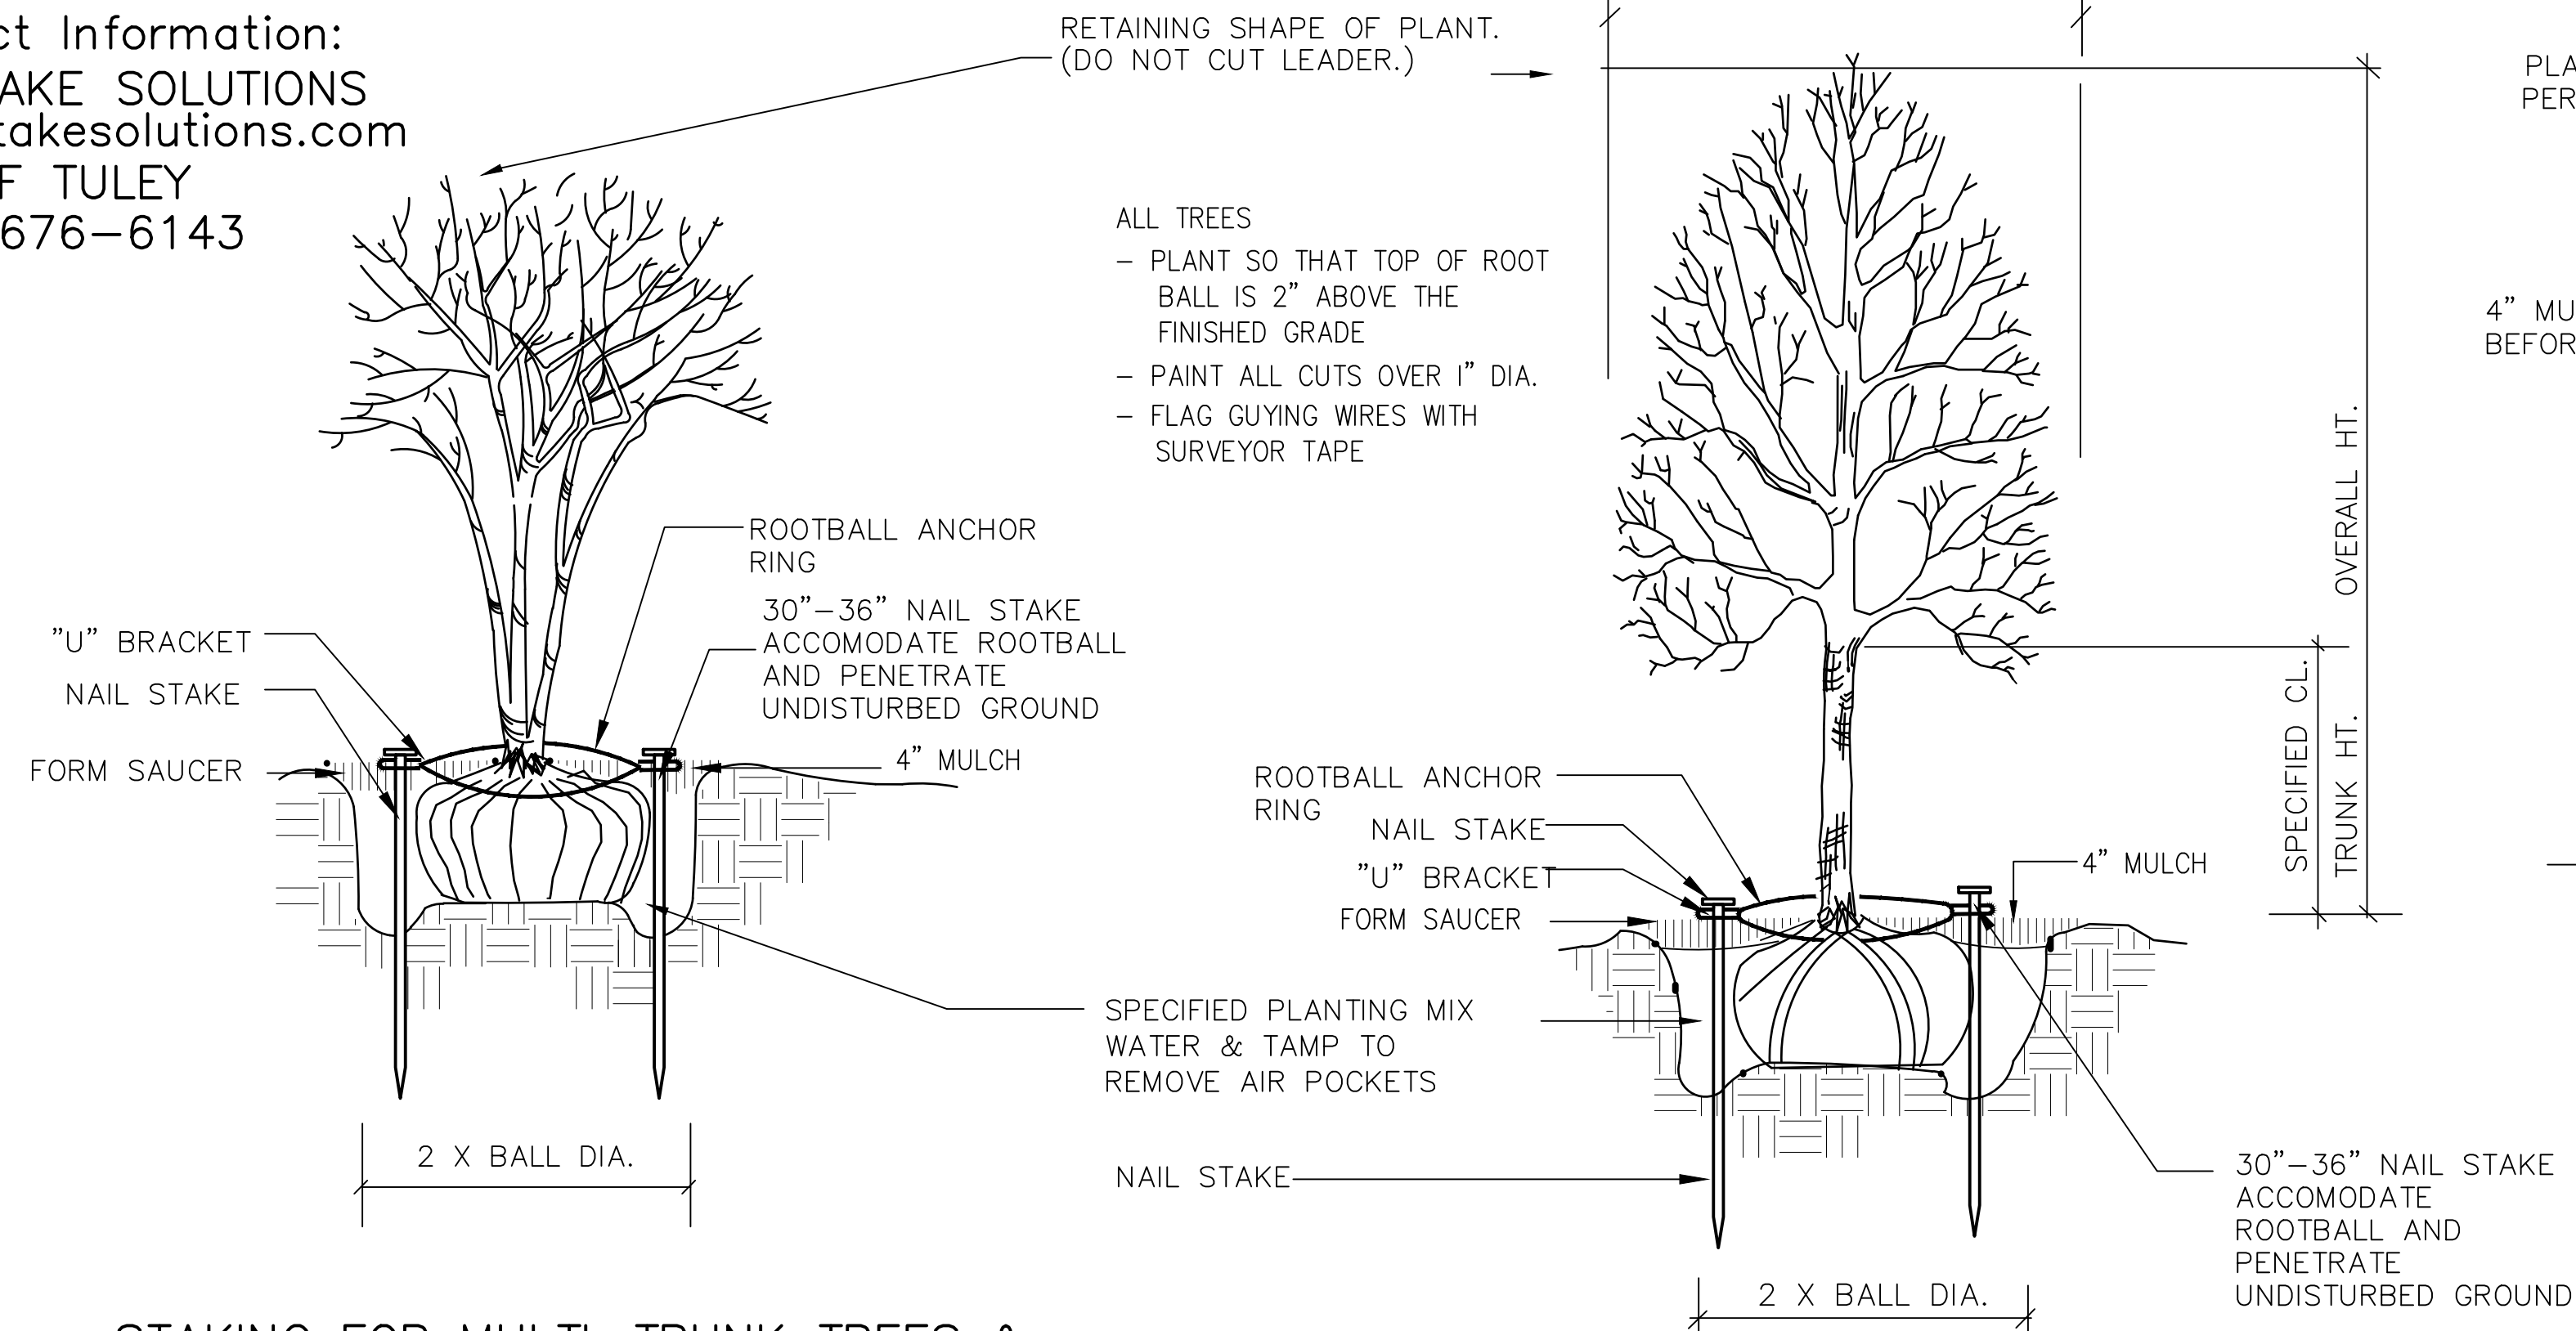 ct Information:
AKE SOLUTIONS
takesolutions.com
F TULEY
676-6143
RETAINING SHAPE OF PLANT.
(DO NOT CUT LEADER.)
ALL TREES
- PLANT SO THAT TOP OF ROOT
BALL IS 2" ABOVE THE
FINISHED GRADE
- PAINT ALL CUTS OVER 1" DIA.
- FLAG GUYING WIRES WITH
SURVEYOR TAPE
ROOTBALL ANCHOR
RING
30"-36" NAIL STAKE
ACCOMODATE ROOTBALL
AND PENETRATE
UNDISTURBED GROUND
"U" BRACKET
NAIL STAKE
FORM SAUCER
4" MULCH
SPECIFIED PLANTING MIX
WATER & TAMP TO
REMOVE AIR POCKETS
2 X BALL DIA.
NAIL STAKE
ROOTBALL ANCHOR
RING
NAIL STAKE
"U" BRACKET
FORM SAUCER
4" MULCH
SPECIFIED CL.
TRUNK HT.
OVERALL HT.
30"-36" NAIL STAKE
ACCOMODATE
ROOTBALL AND
PENETRATE
UNDISTURBED GROUND
2 X BALL DIA.
PLA
PER
4" MU
BEFOR
STAKING FOR MULTI-TRUNK TREES &